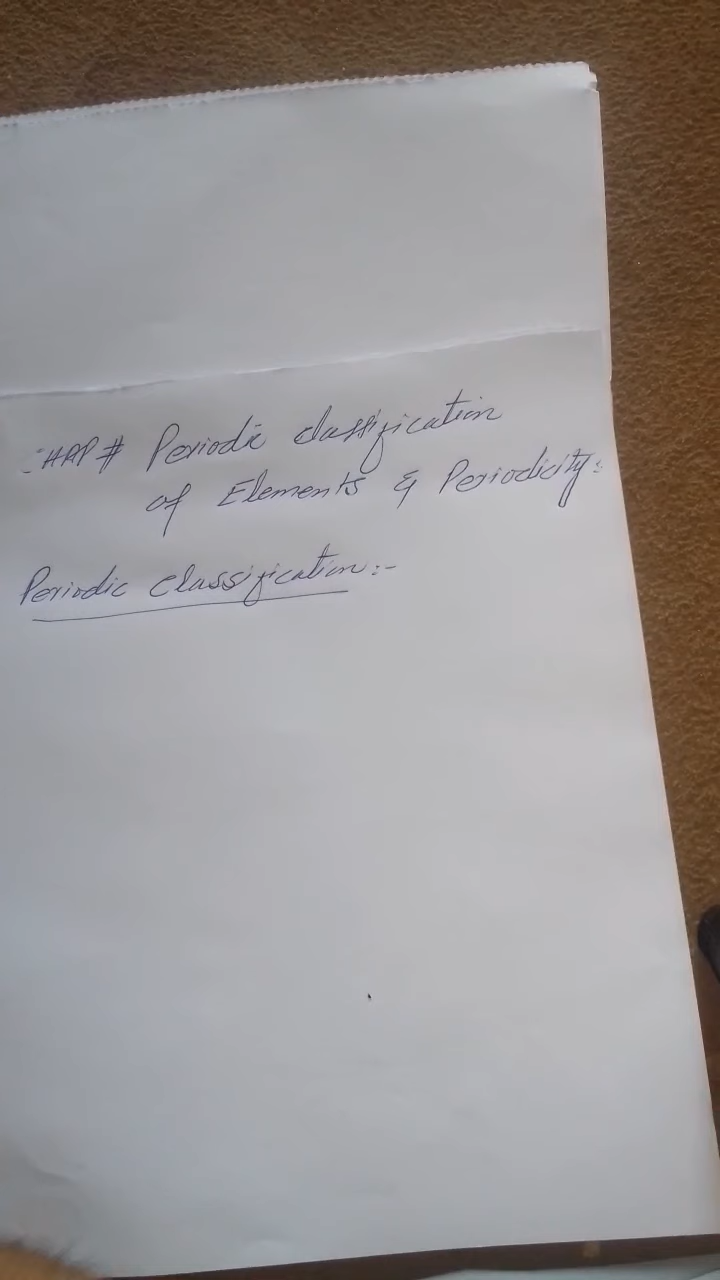 CHAP # Periodic classification
of Elements & Periodicity:
Periodic classification:-